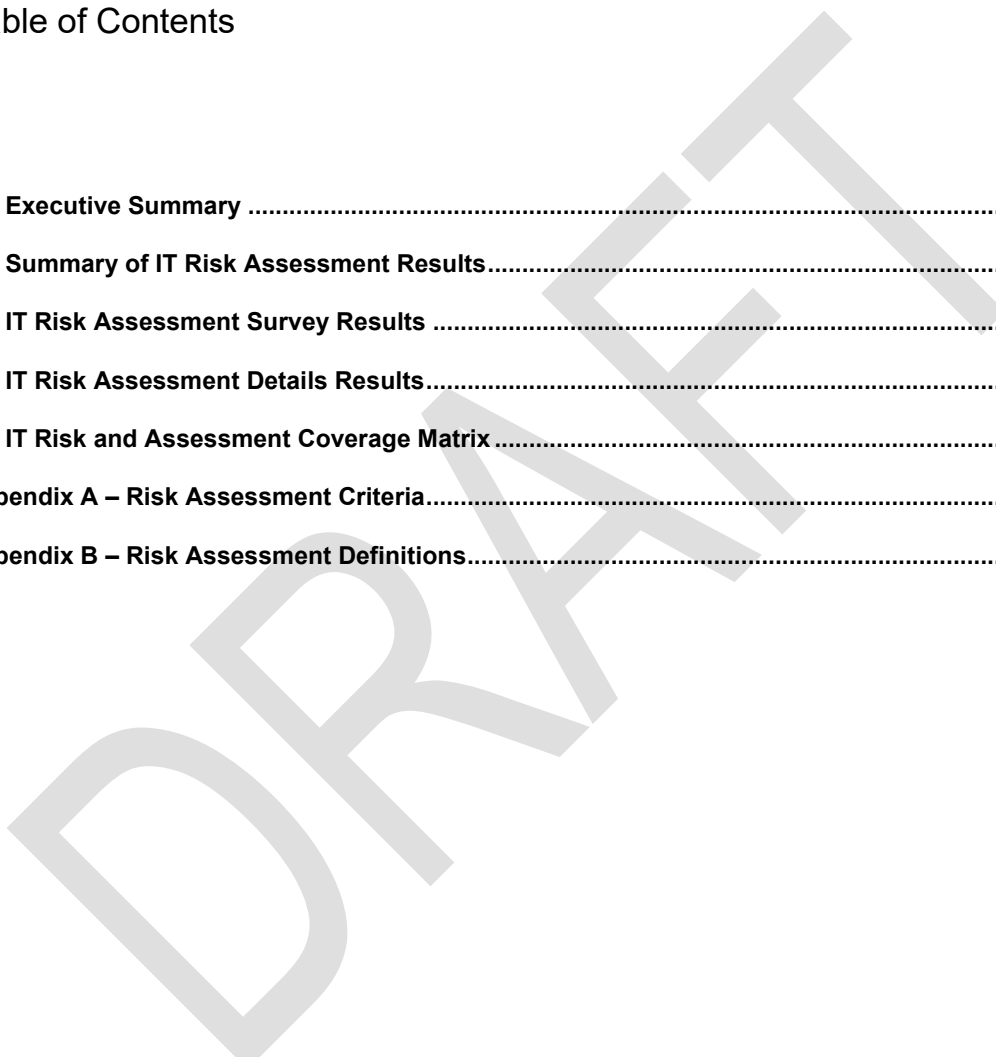 ble of Contents
Executive Summary ................................................................................................................
Summary of IT Risk Assessment Results...........................................................................
IT Risk Assessment Survey Results ...................................................................................
IT Risk Assessment Details Results....................................................................................
IT Risk and Assessment Coverage Matrix ..........................................................................
pendix A – Risk Assessment Criteria....................................................................................
pendix B – Risk Assessment Definitions..............................................................................
DRAFT